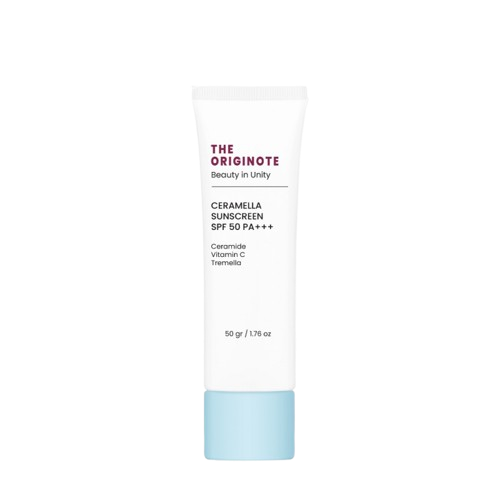 THE
ORIGINOTE
Beauty in Unity
CERAMELLA
SUNSCREEN
SPF 50 PA+++
Ceramide
Vitamin C
Tremella
50 gr / 1.76 oz